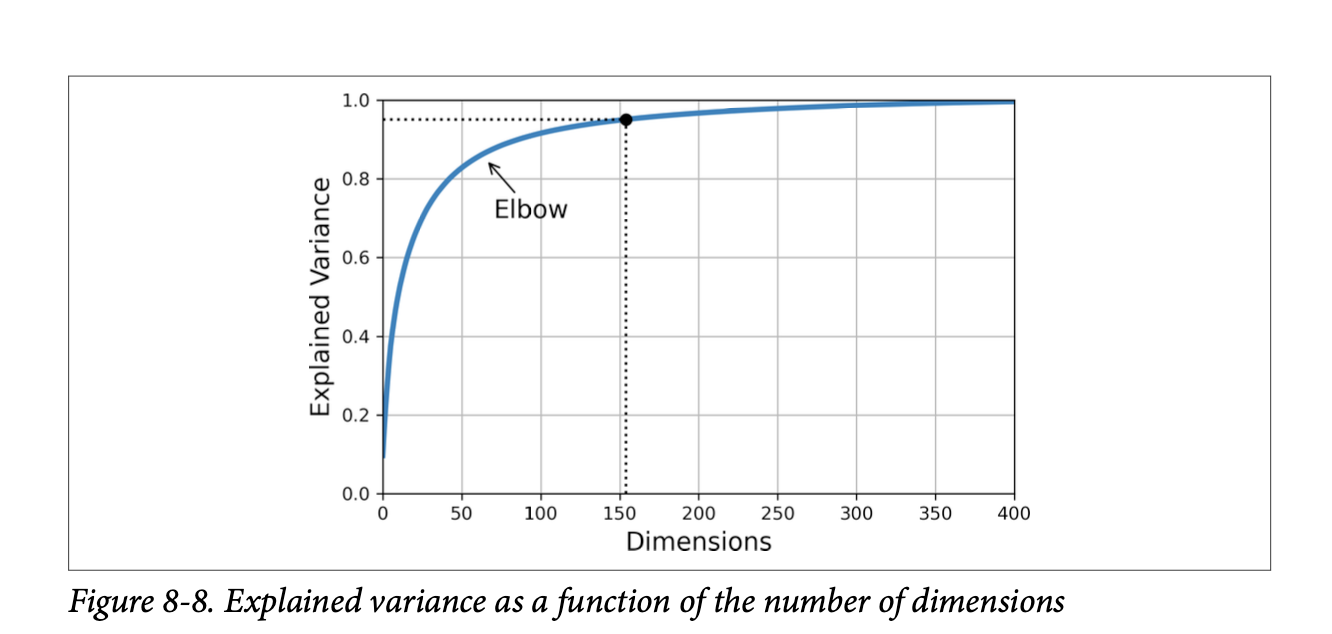 1.0
0.8
0.6
0.4
0.2
0.0
Explained Variance
Elbow
0 50 100 150 200 250 300 350 400
Dimensions
Figure 8-8. Explained variance as a function of the number of dimensions